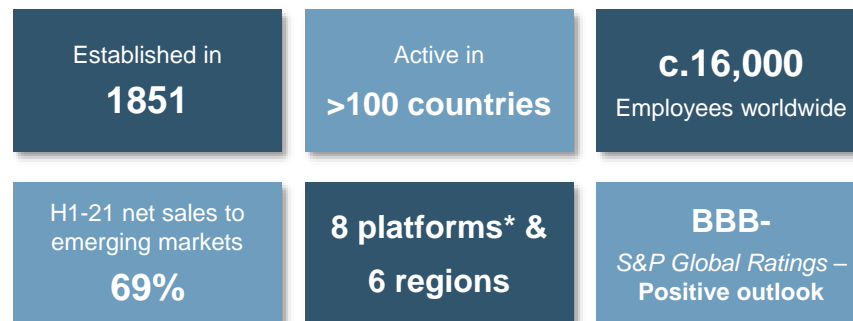 Established in
1851
Active in
>100 countries
c.16,000
Employees worldwide
H1-21 net sales to
emerging markets
69%
8 platforms* &
6 regions
BBB-
S&P Global Ratings –
Positive outlook